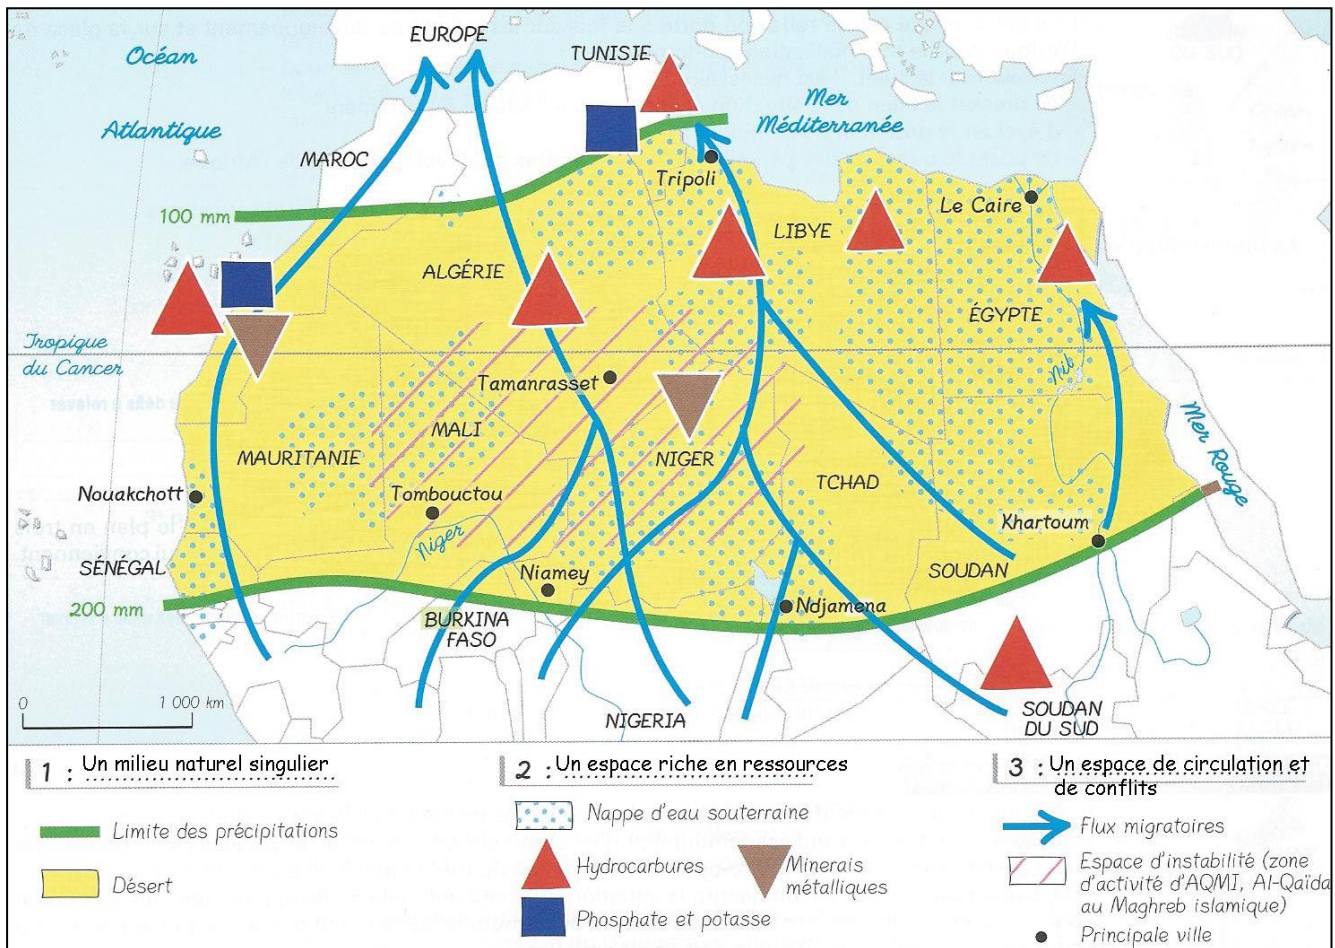 EUROPE
Océan
Atlantique
TUNISIE
Mer
Méditerranée
MAROC
Tripoli
100 mm
Le Caire
LIBYE
ALGÉRIE
ÉGYPTE
Tropique
du Cancer
Nil
Tamanrasset
MALI
MAURITANIE
NIGER
TCHAD
Mer Rouge
Nouakchott
Tombouctou
Niger
Khartoum
SÉNÉGAL
Niamey
SOUDAN
200 mm
Ndjamena
BURKINA
FASO
0
1 000 km
NIGERIA
SOUDAN
DU SUD
1 : Un milieu naturel singulier
Limite des précipitations
Désert
2 : Un espace riche en ressources
Nappe d'eau souterraine
Hydrocarbures
Minerais
métalliques
Phosphate et potasse
3 : Un espace de circulation et
de conflits
Flux migratoires
Espace d'instabilité (zone
d'activité d'AQMI, Al-Qaïda
au Maghreb islamique)
Principale ville